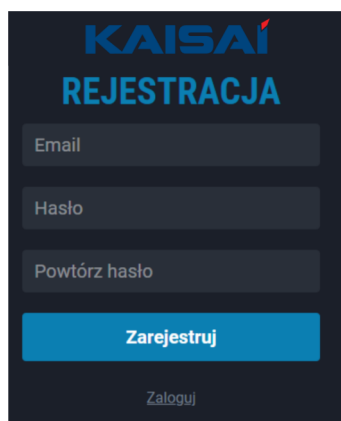 KAISAI
REJESTRACJA
Email
Hasło
Powtórz hasło
Zarejestruj
Zaloguj